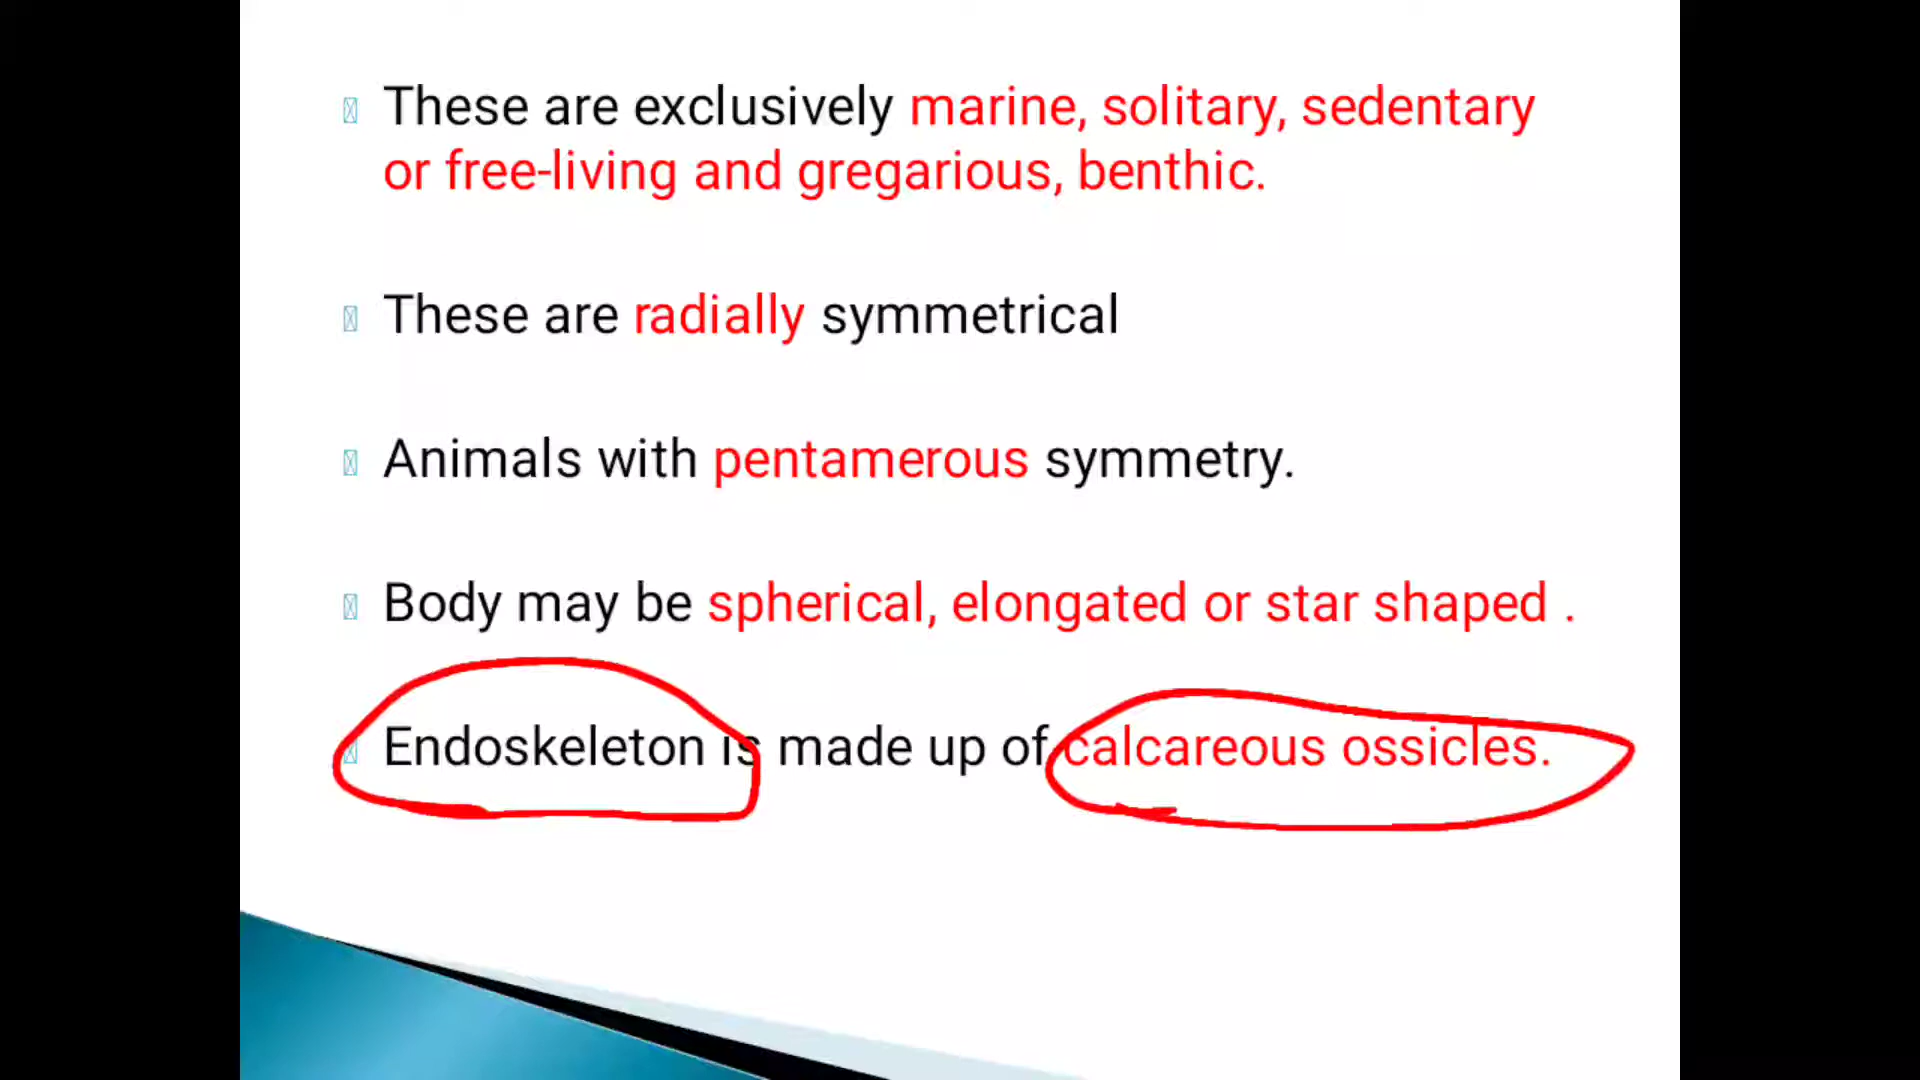 These are exclusively marine, solitary, sedentary
or free-living and gregarious, benthic.
These are radially symmetrical
Animals with pentamerous symmetry.
Body may be spherical, elongated or star shaped .
Endoskeleton is made up of calcareous ossicles.